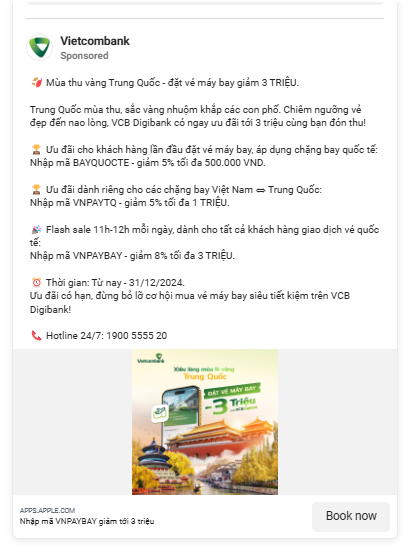 Vietcombank
Sponsored
🍂 Mùa thu vàng Trung Quốc - đặt vé máy bay giảm 3 TRIỆU.
Trung Quốc mùa thu, sắc vàng nhuộm khắp các con phố. Chiêm ngưỡng vẻ
đẹp đến nao lòng, VCB Digibank có ngay ưu đãi tới 3 triệu cùng bạn đón thu!
🏆 Ưu đãi cho khách hàng lần đầu đặt vé máy bay, áp dụng chặng bay quốc tế:
Nhập mã BAYQUOCTE - giảm 5% tối đa 500.000 VND.
🏆 Ưu đãi dành riêng cho các chặng bay Việt Nam ⇔ Trung Quốc:
Nhập mã VNPAYTQ - giảm 5% tối đa 1 TRIỆU.
🎉 Flash sale 11h-12h mỗi ngày, dành cho tất cả khách hàng giao dịch vé quốc
tế:
Nhập mã VNPAYBAY - giảm 8% tối đa 3 TRIỆU.
⏰ Thời gian: Từ nay - 31/12/2024.
Ưu đãi có hạn, đừng bỏ lỡ cơ hội mua vé máy bay siêu tiết kiệm trên VCB
Digibank!
📞 Hotline 24/7: 1900 5555 20
Vietcombank
Xiêu lòng mùa lá vàng
Trung Quốc
ĐẶT VÉ MÁY BAY
3 Triệu
APPS.APPLE.COM
Nhập mã VNPAYBAY giảm tới 3 triệu
Book now